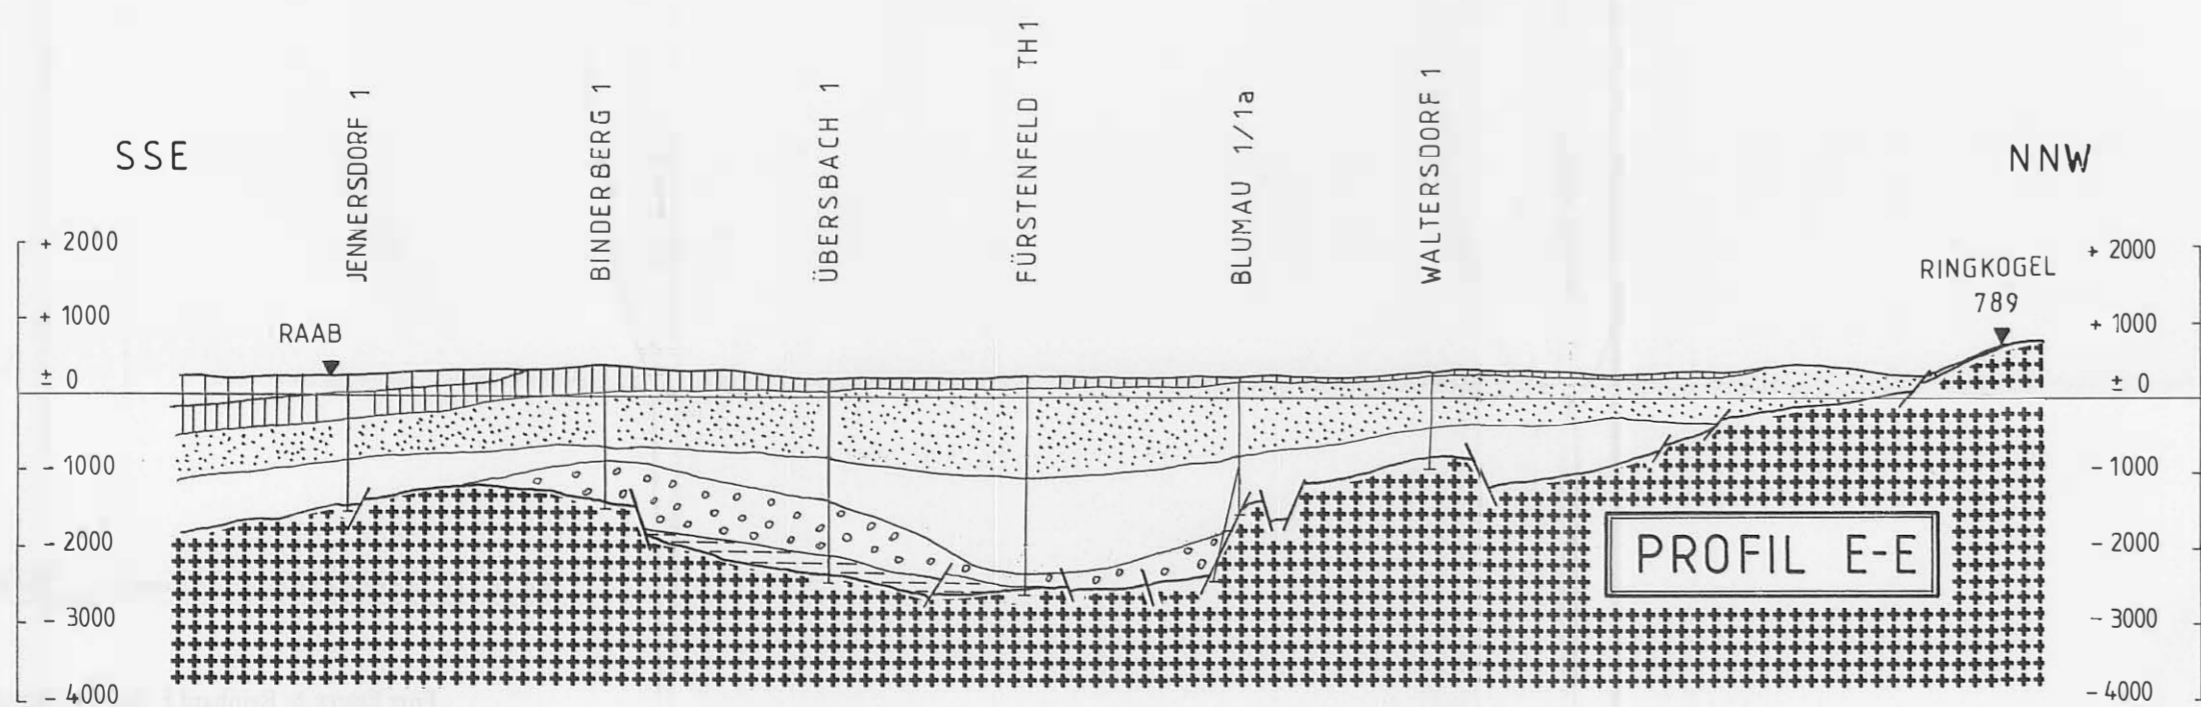 SSE
NNW
JENNERSDORF 1
BINDERBERG 1
ÜBERSBACH 1
FÜRSTENFELD TH1
BLUMAU 1/1a
WALTERSDORF 1
+ 2000
+ 1000
± 0
- 1000
- 2000
- 3000
- 4000
RAAB
RINGKOGEL
789
+ 2000
+ 1000
± 0
- 1000
- 2000
- 3000
- 4000
PROFIL E-E